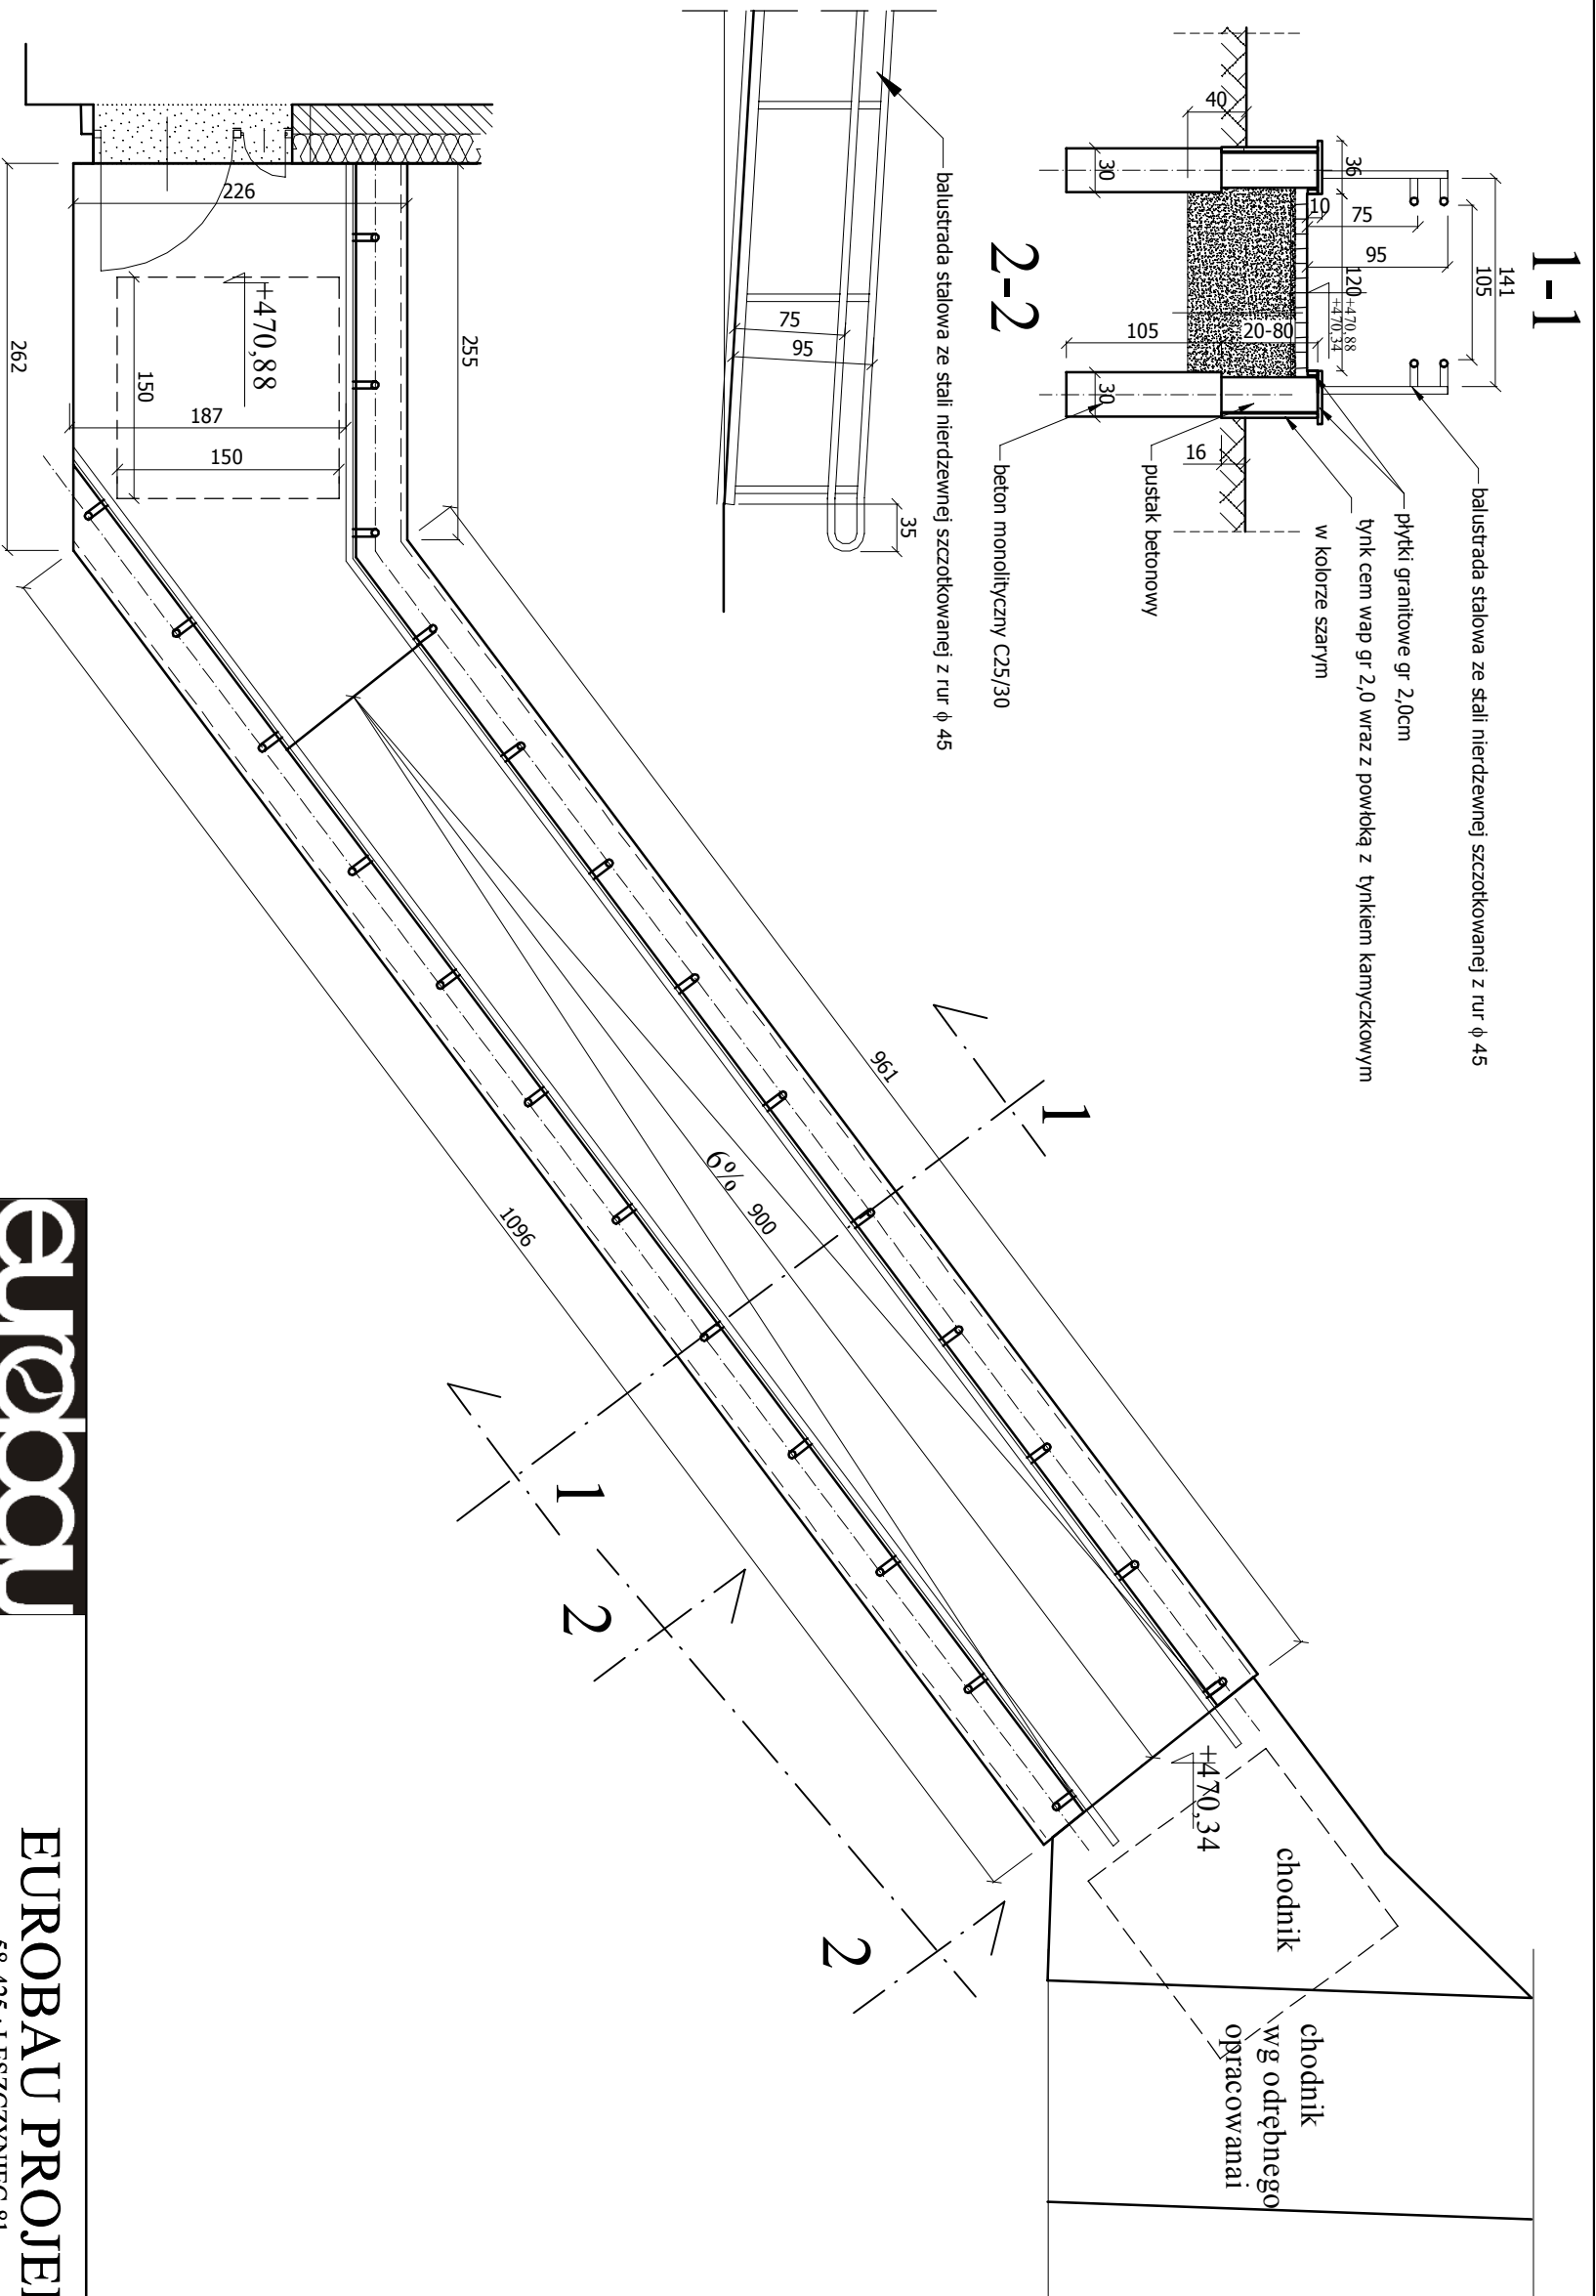 1-1
141
105
36
10
75
95
120
+470,88
+470,34
40
30
105
20-80
30
16
balustrada stalowa ze stali nierdzewnej szczotkowanej z rur ϕ 45
płytki granitowe gr 2,0cm
tynk cem wap gr 2,0 wraz z powłoką z tynkiem kamyczkowym
w kolorze szarym
pustak betonowy
beton monolityczny C25/30
2-2
balustrada stalowa ze stali nierdzewnej szczotkowanej z rur ϕ 45
75
95
35
226
255
+470,88
150
187
150
262
961
6%
900
1096
1
1
2
2
+470,34
chodnik
chodnik
wg odrębnego
opracowanai
eurobau
EUROBAU PROJE